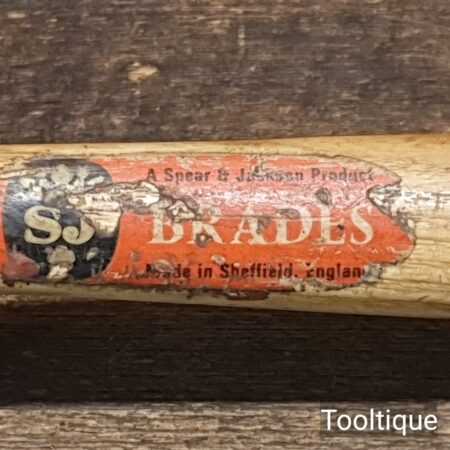 A Spear & Jackson Product
SJ
BRADES
Made in Sheffield. England
Tooltique